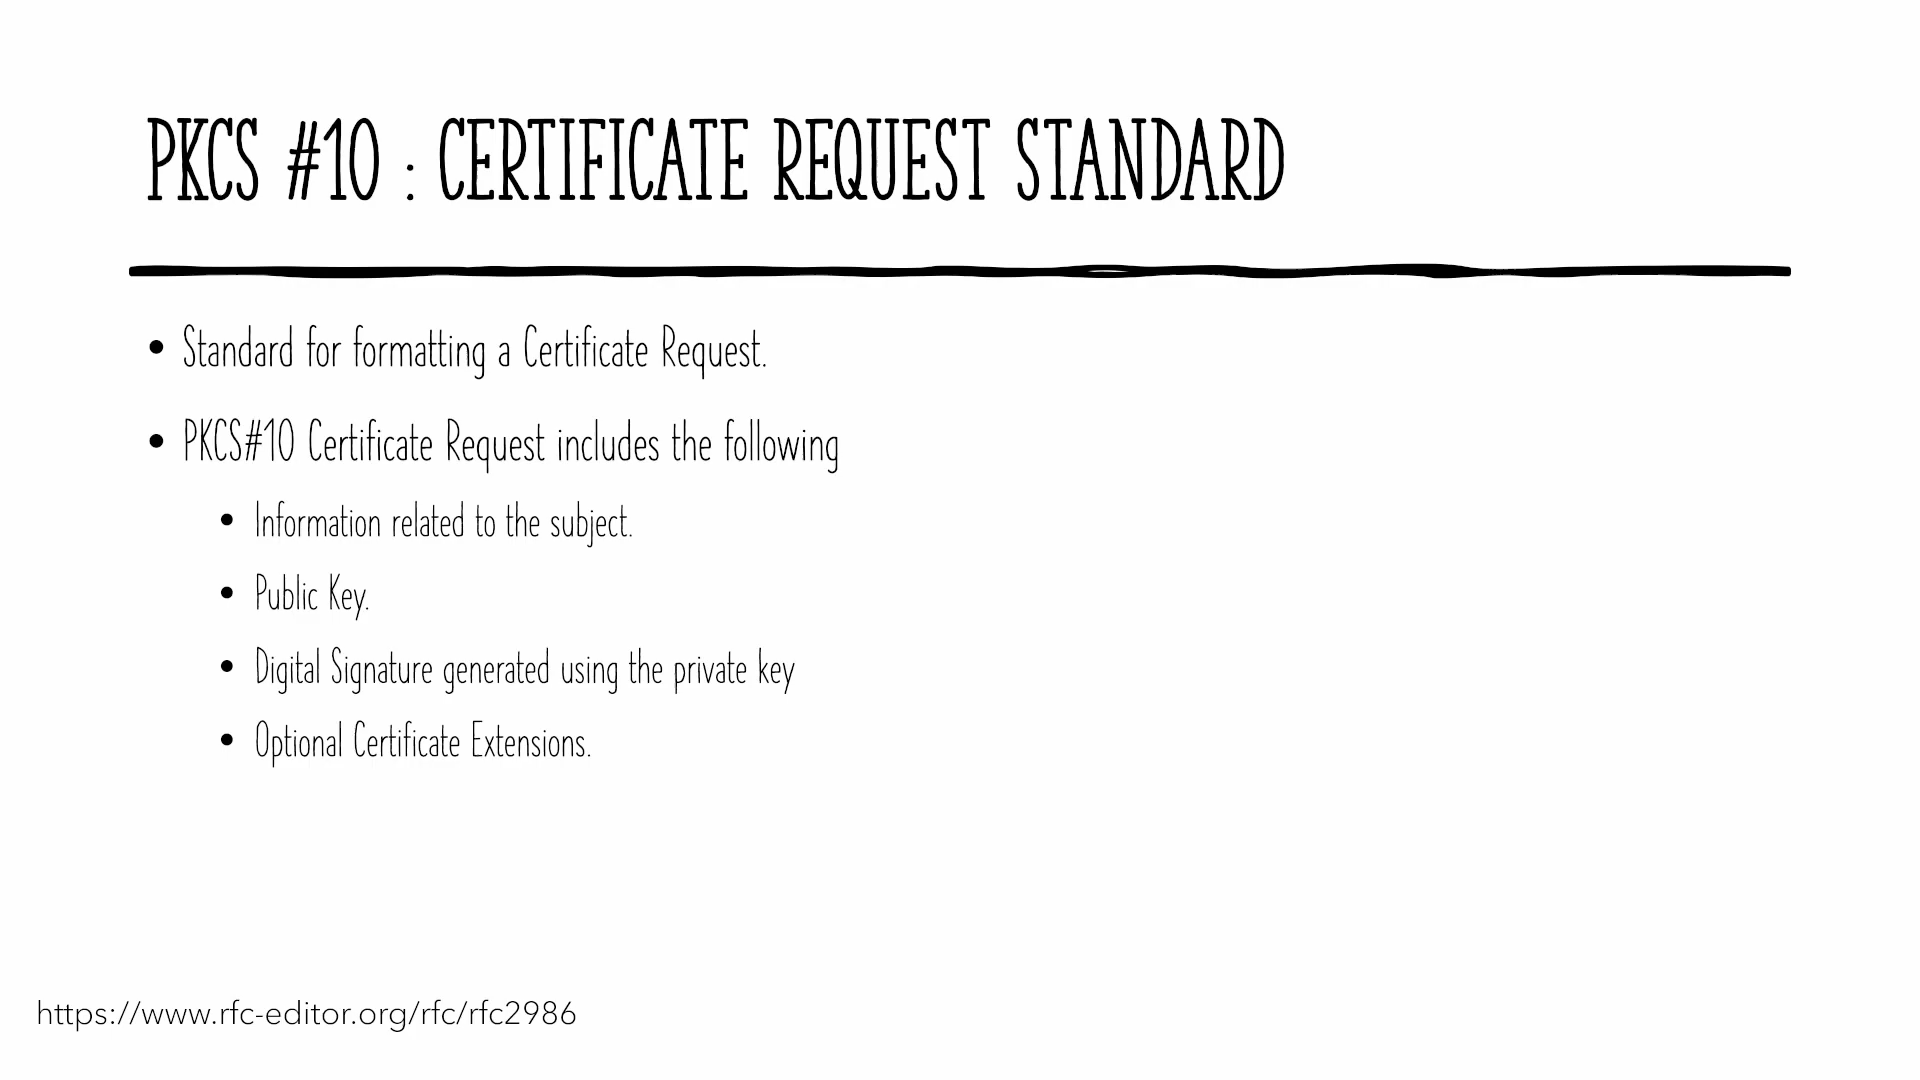 PKCS #10 : CERTIFICATE REQUEST STANDARD
• Standard for formatting a Certificate Request.
• PKCS#10 Certificate Request includes the following
• Information related to the subject.
• Public Key.
• Digital Signature generated using the private key
• Optional Certificate Extensions.
https://www.rfc-editor.org/rfc/rfc2986